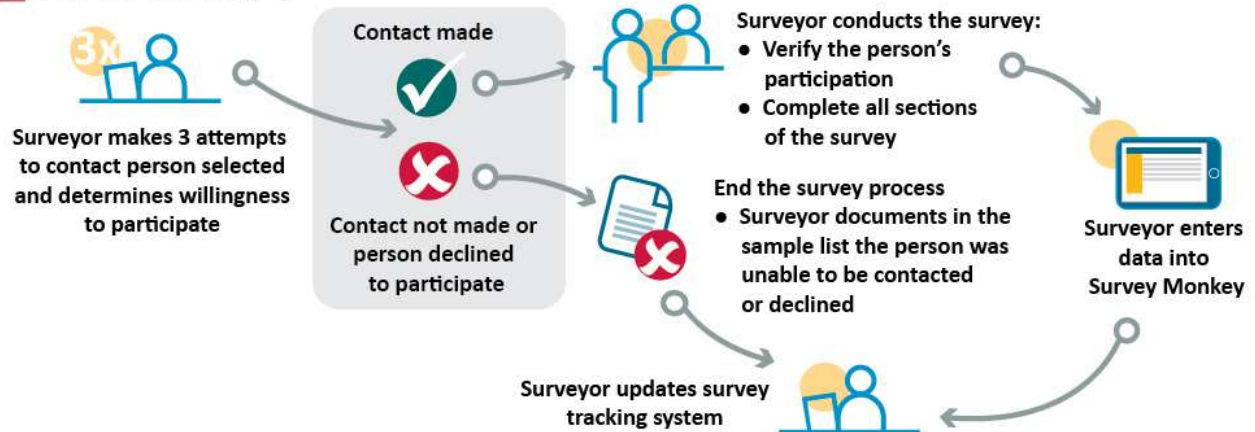 3x
Surveyor makes 3 attempts
to contact person selected
and determines willingness
to participate
Contact made
Contact not made or
person declined
to participate
Surveyor conducts the survey:
● Verify the person's
participation
● Complete all sections
of the survey
End the survey process
● Surveyor documents in the
sample list the person was
unable to be contacted
or declined
Surveyor enters
data into
Survey Monkey
Surveyor updates survey
tracking system